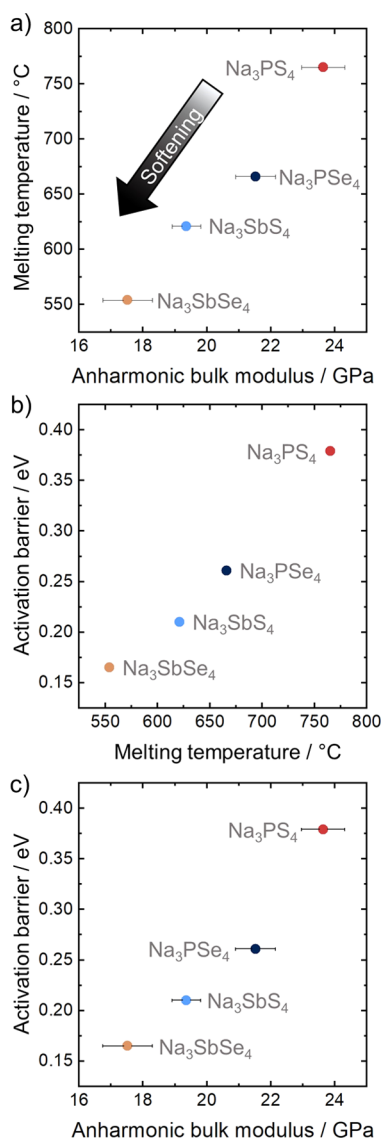 a)
800
750
700
650
600
550
Melting temperature / °C
Na₃PS₄
Softening
Na₃PSe₄
Na₃SbS₄
Na₃SbSe₄
16 18 20 22 24
Anharmonic bulk modulus / GPa
b)
0.40
0.35
0.30
0.25
0.20
0.15
Activation barrier / eV
Na₃PS₄
Na₃PSe₄
Na₃SbS₄
Na₃SbSe₄
550 600 650 700 750 800
Melting temperature / °C
c)
0.40
0.35
0.30
0.25
0.20
0.15
Activation barrier / eV
Na₃PS₄
Na₃PSe₄
Na₃SbS₄
Na₃SbSe₄
16 18 20 22 24
Anharmonic bulk modulus / GPa